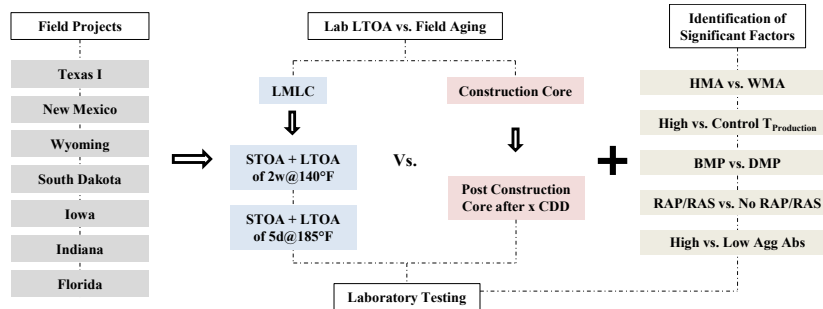 Field Projects
Texas I
New Mexico
Wyoming
South Dakota
Iowa
Indiana
Florida
Lab LTOA vs. Field Aging
LMLC
Construction Core
STOA + LTOA
of 2w@140°F
Vs.
STOA + LTOA
of 5d@185°F
Post Construction
Core after x CDD
Laboratory Testing
Identification of
Significant Factors
HMA vs. WMA
High vs. Control TProduction
BMP vs. DMP
RAP/RAS vs. No RAP/RAS
High vs. Low Agg Abs